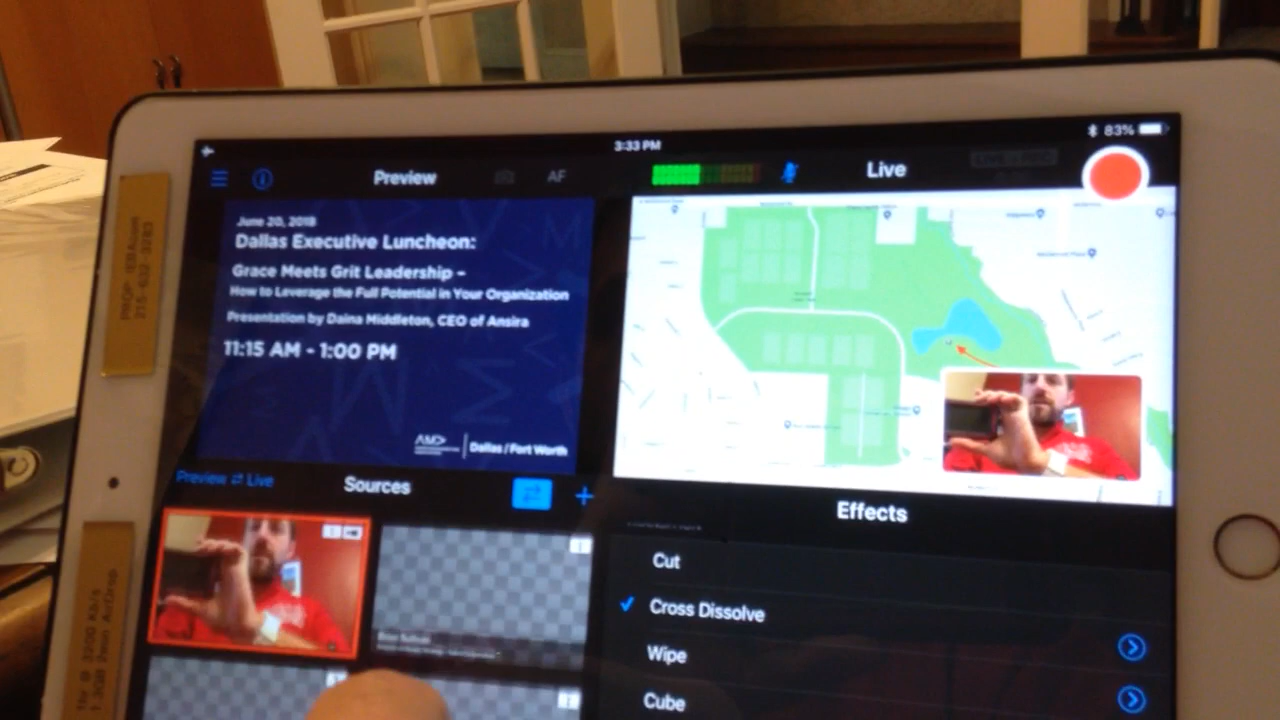 3:33 PM
83%
Preview
AF
Live
June 20, 2018
Dallas Executive Luncheon:
Grace Meets Grit Leadership –
How to Leverage the Full Potential in Your Organization
Presentation by Daina Middleton, CEO of Ansira
11:15 AM - 1:00 PM
Dallas / Fort Worth
Preview ⇄ Live
Sources
Effects
Cut
Cross Dissolve
Wipe
Cube